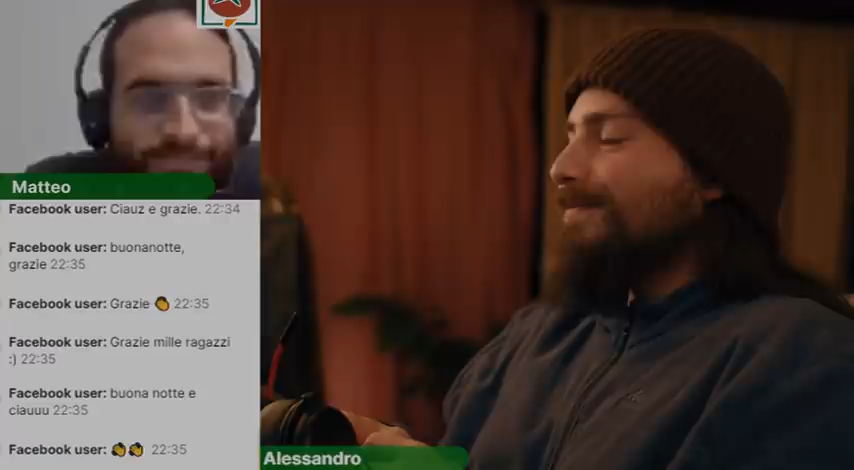 Matteo
Facebook user: Ciauz e grazie. 22:34
Facebook user: buonanotte,
grazie 22:35
Facebook user: Grazie 👏 22:35
Facebook user: Grazie mille ragazzi
:) 22:35
Facebook user: buona notte e
ciauuu 22:35
Facebook user: 👏👏 22:35
Alessandro